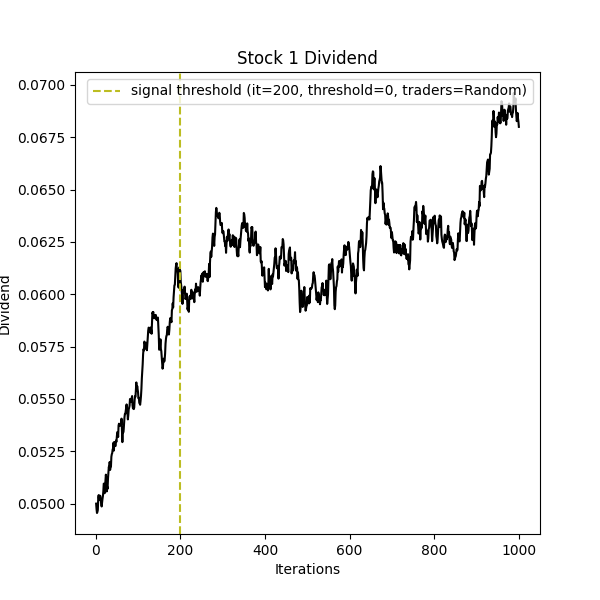 Stock 1 Dividend
signal threshold (it=200, threshold=0, traders=Random)
0.0700
0.0675
0.0650
0.0625
0.0600
0.0575
0.0550
0.0525
0.0500
Dividend
0 200 400 600 800 1000
Iterations